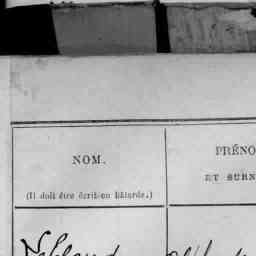 NOM. PRÉNO
ET SURN
(Il doit être écrit en bâtarde.)